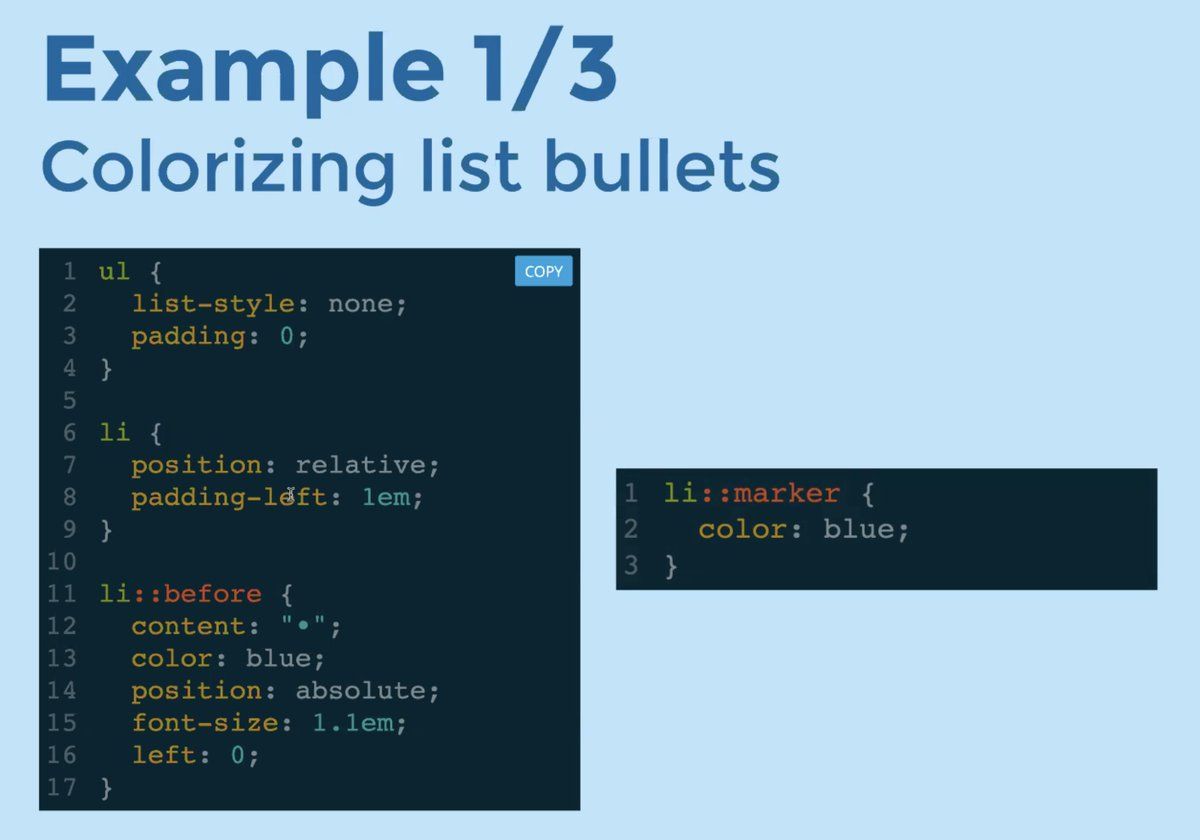 Example 1/3
Colorizing list bullets
COPY
1 ul {
2   list-style: none;
3   padding: 0;
4 }
5
6 li {
7   position: relative;
8   padding-left: 1em;
9 }
10
11 li::before {
12   content: "•";
13   color: blue;
14   position: absolute;
15   font-size: 1.1em;
16   left: 0;
17 }
1 li::marker {
2   color: blue;
3 }